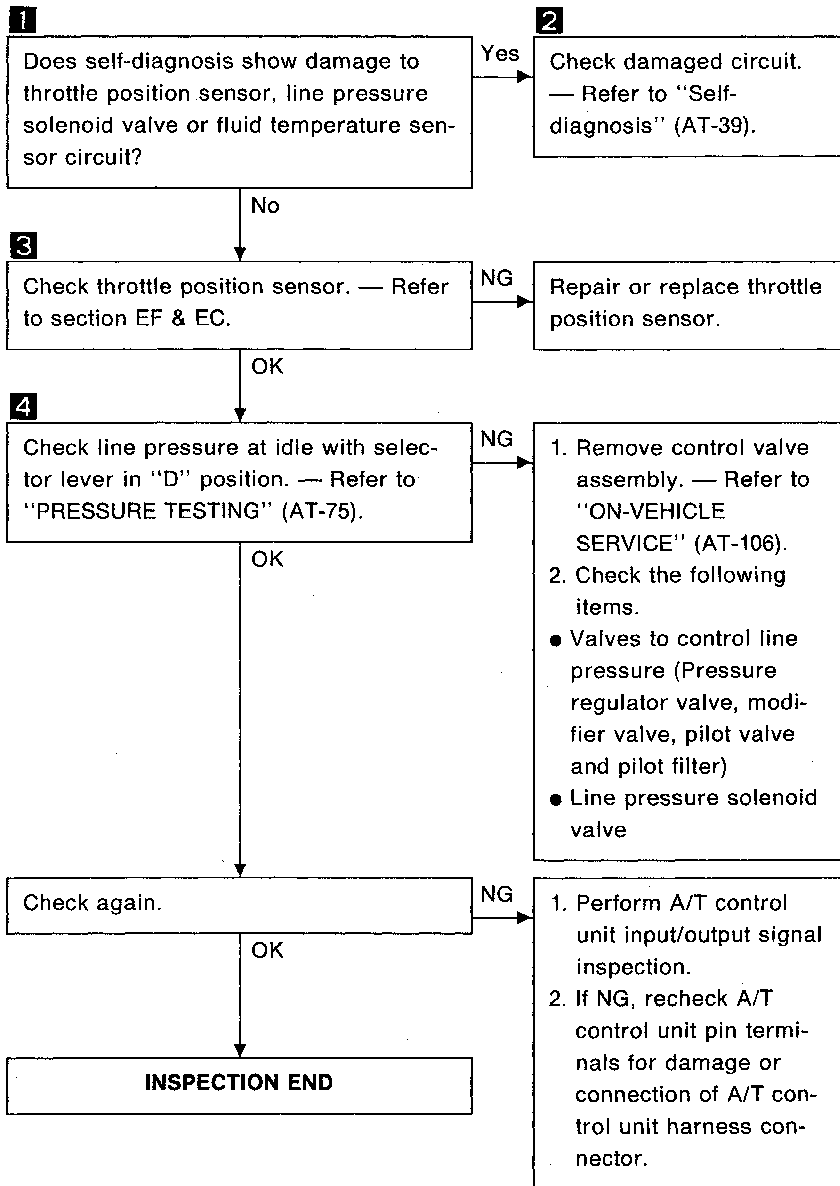 1
Does self-diagnosis show damage to
throttle position sensor, line pressure
solenoid valve or fluid temperature sen-
sor circuit?
Yes
2
Check damaged circuit.
— Refer to “Self-
diagnosis” (AT-39).
No
3
Check throttle position sensor. — Refer
to section EF & EC.
NG
Repair or replace throttle
position sensor.
OK
4
Check line pressure at idle with selec-
tor lever in “D” position. — Refer to
“PRESSURE TESTING” (AT-75).
NG
1. Remove control valve
assembly. — Refer to
“ON-VEHICLE
SERVICE” (AT-106).
2. Check the following
items.
● Valves to control line
pressure (Pressure
regulator valve, modi-
fier valve, pilot valve
and pilot filter)
● Line pressure solenoid
valve
OK
Check again.
NG
1. Perform A/T control
unit input/output signal
inspection.
2. If NG, recheck A/T
control unit pin termi-
nals for damage or
connection of A/T con-
trol unit harness con-
nector.
OK
INSPECTION END